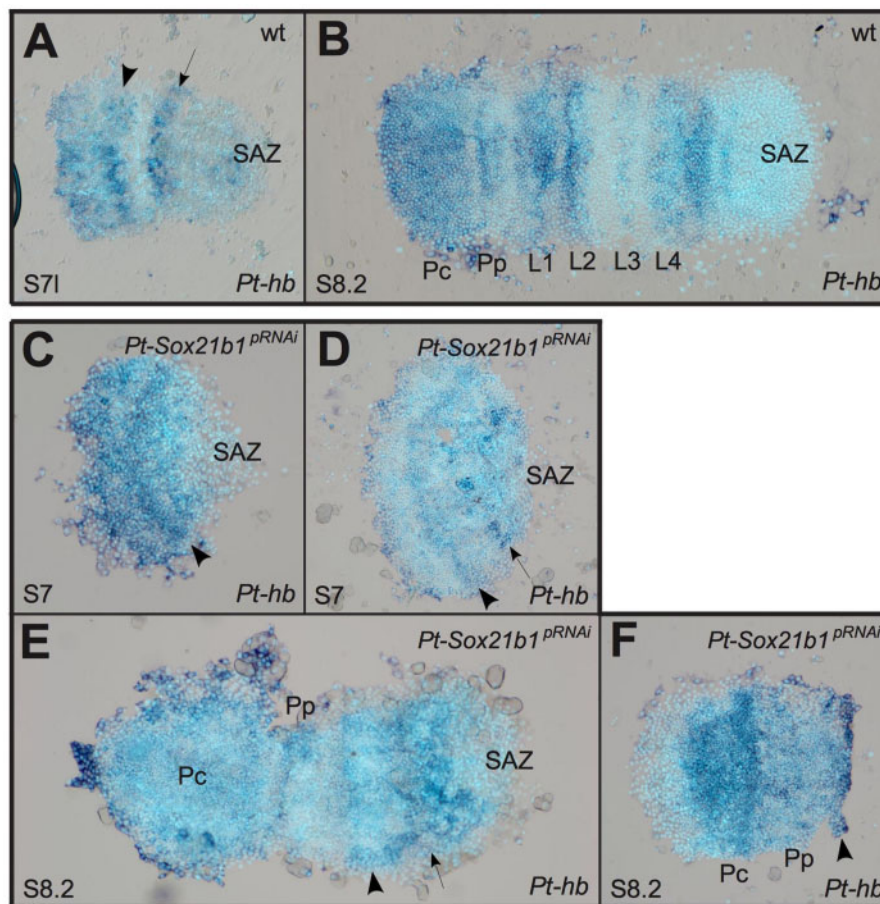 A wt
SAZ
S7l Pt-hb
B wt
SAZ
Pc Pp L1 L2 L3 L4
S8.2 Pt-hb
C Pt-Sox21b1 pRNAi
SAZ
S7 Pt-hb
D Pt-Sox21b1 pRNAi
SAZ
S7 Pt-hb
E Pt-Sox21b1 pRNAi
Pp
Pc SAZ
S8.2 Pt-hb
F Pt-Sox21b1 pRNAi
Pc Pp
S8.2 Pt-hb